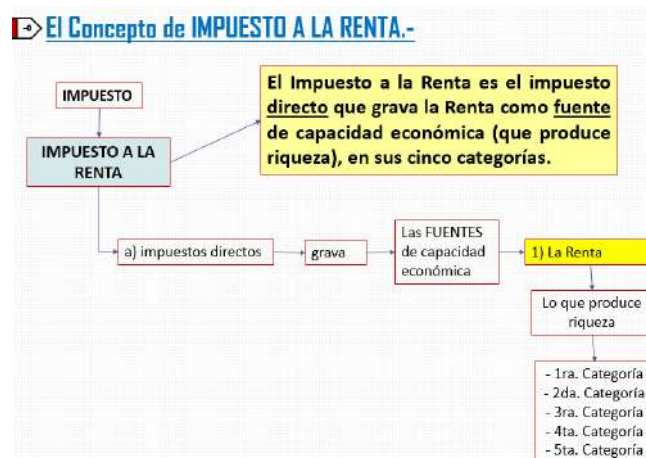 El Concepto de IMPUESTO A LA RENTA.-
IMPUESTO
IMPUESTO A LA
RENTA
El Impuesto a la Renta es el impuesto
directo que grava la Renta como fuente
de capacidad económica (que produce
riqueza), en sus cinco categorías.
a) impuestos directos
grava
Las FUENTES
de capacidad
económica
1) La Renta
Lo que produce
riqueza
- 1ra. Categoría
- 2da. Categoría
- 3ra. Categoría
- 4ta. Categoría
- 5ta. Categoría